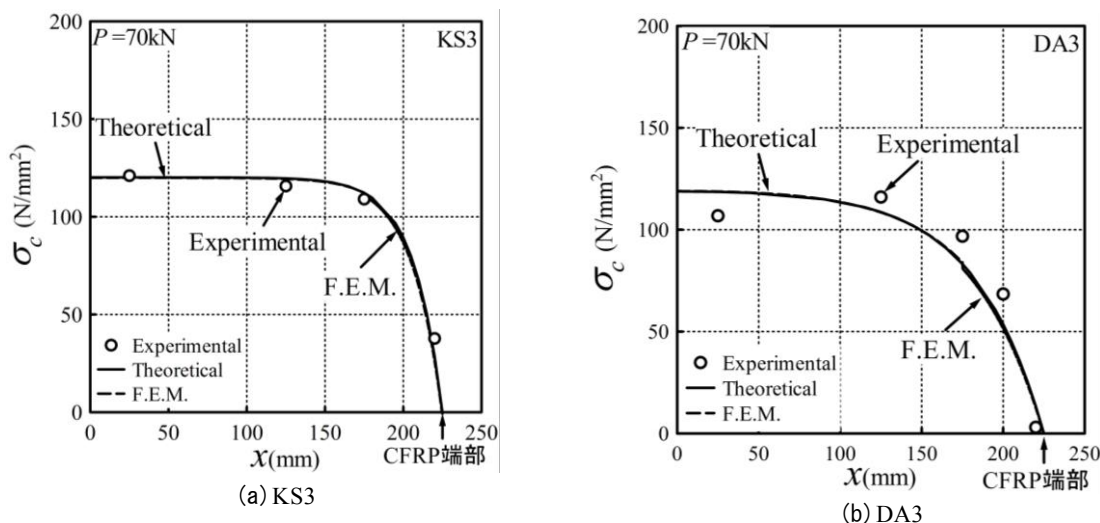 P=70kN
KS3
200
150
100
50
0
σc (N/mm²)
Theoretical
Experimental
F.E.M.
Experimental
Theoretical
F.E.M.
0 50 100 150 200 250
x(mm)
CFRP端部
(a) KS3
P=70kN
DA3
200
150
100
50
0
σc (N/mm²)
Theoretical
Experimental
F.E.M.
Experimental
Theoretical
F.E.M.
0 50 100 150 200 250
x(mm)
CFRP端部
(b) DA3